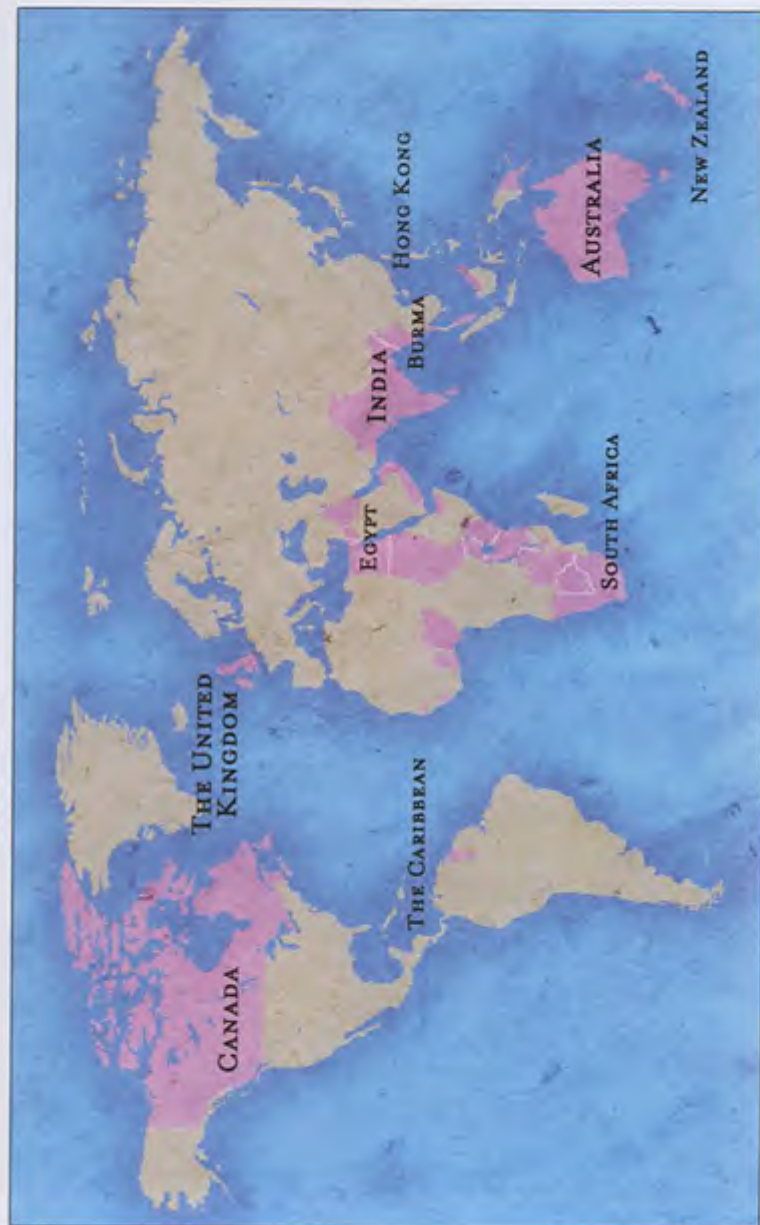 CANADA
THE UNITED
KINGDOM
THE CARIBBEAN
EGYPT
SOUTH AFRICA
INDIA
BURMA
HONG KONG
AUSTRALIA
NEW ZEALAND